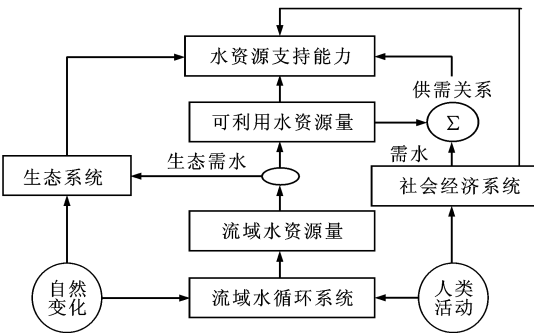 水资源支持能力
供需关系
可利用水资源量
Σ
生态需水
需水
生态系统
社会经济系统
流域水资源量
自然
变化
流域水循环系统
人类
活动